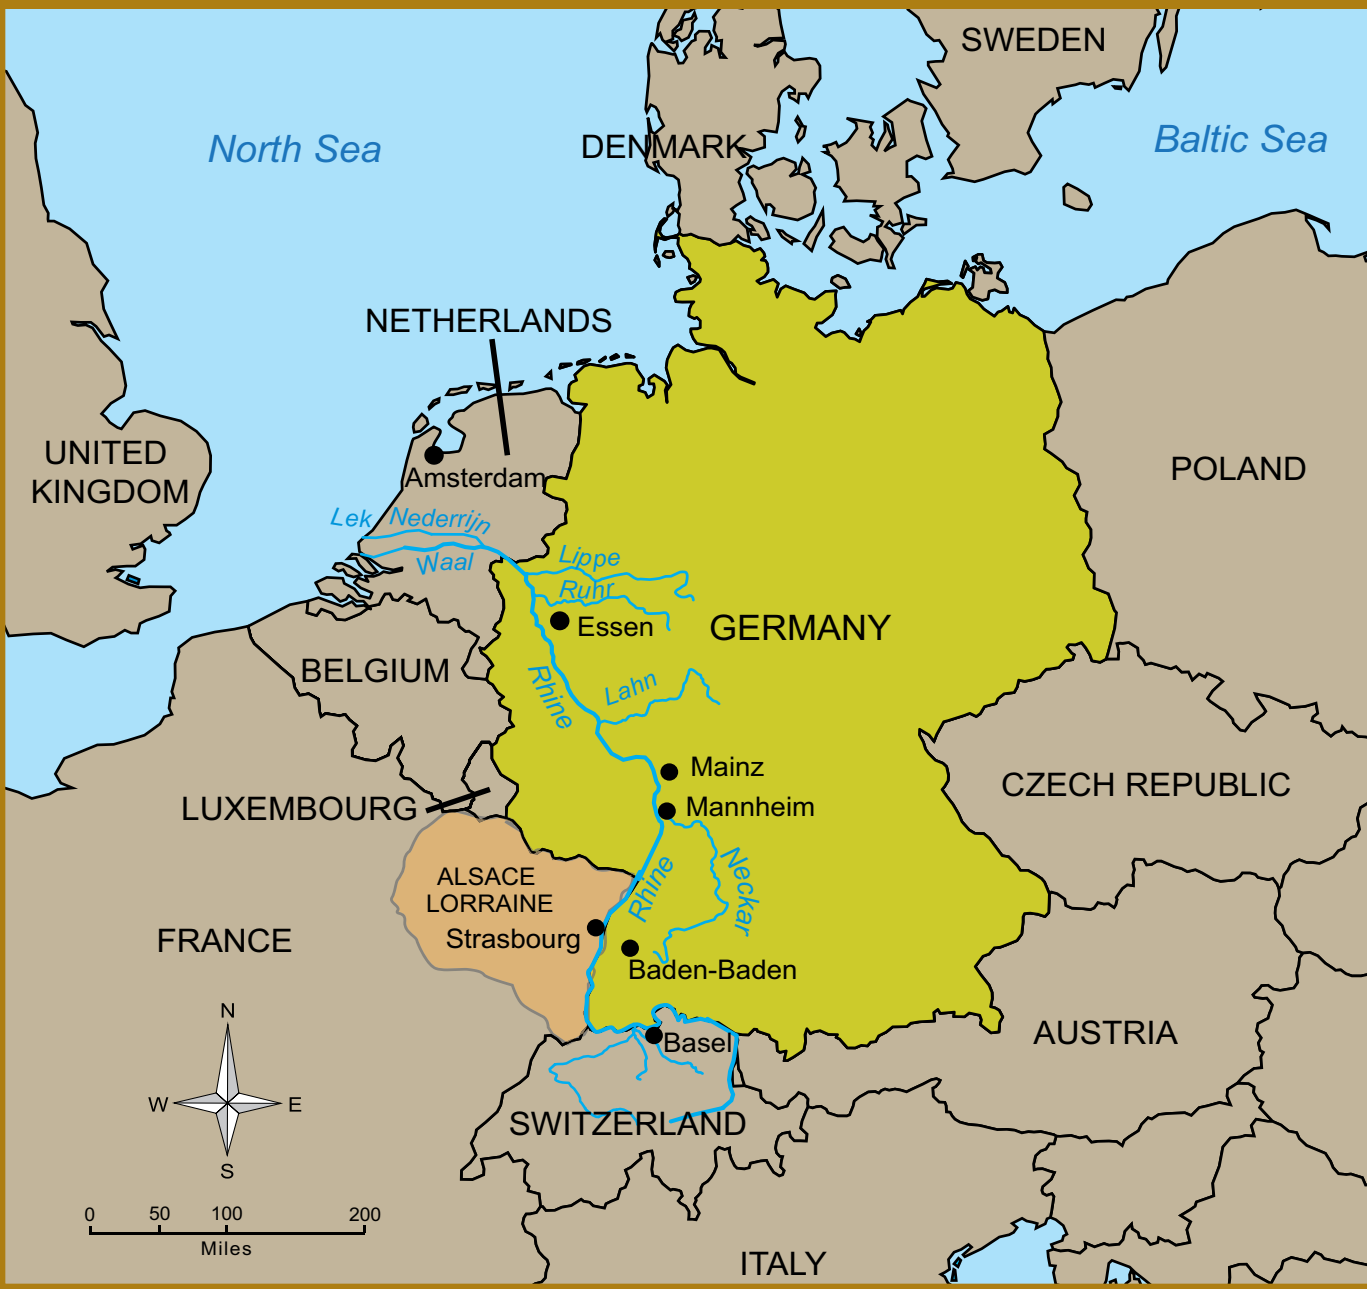 SWEDEN
North Sea
DENMARK
Baltic Sea
NETHERLANDS
UNITED
KINGDOM
POLAND
Amsterdam
Lek
Nederrijn
Waal
Lippe
Ruhr
Essen
GERMANY
BELGIUM
Rhine
Lahn
Mainz
CZECH REPUBLIC
LUXEMBOURG
Mannheim
ALSACE
LORRAINE
Rhine
Neckar
Strasbourg
FRANCE
Baden-Baden
N
W
E
S
Basel
AUSTRIA
SWITZERLAND
0 50 100 200
Miles
ITALY